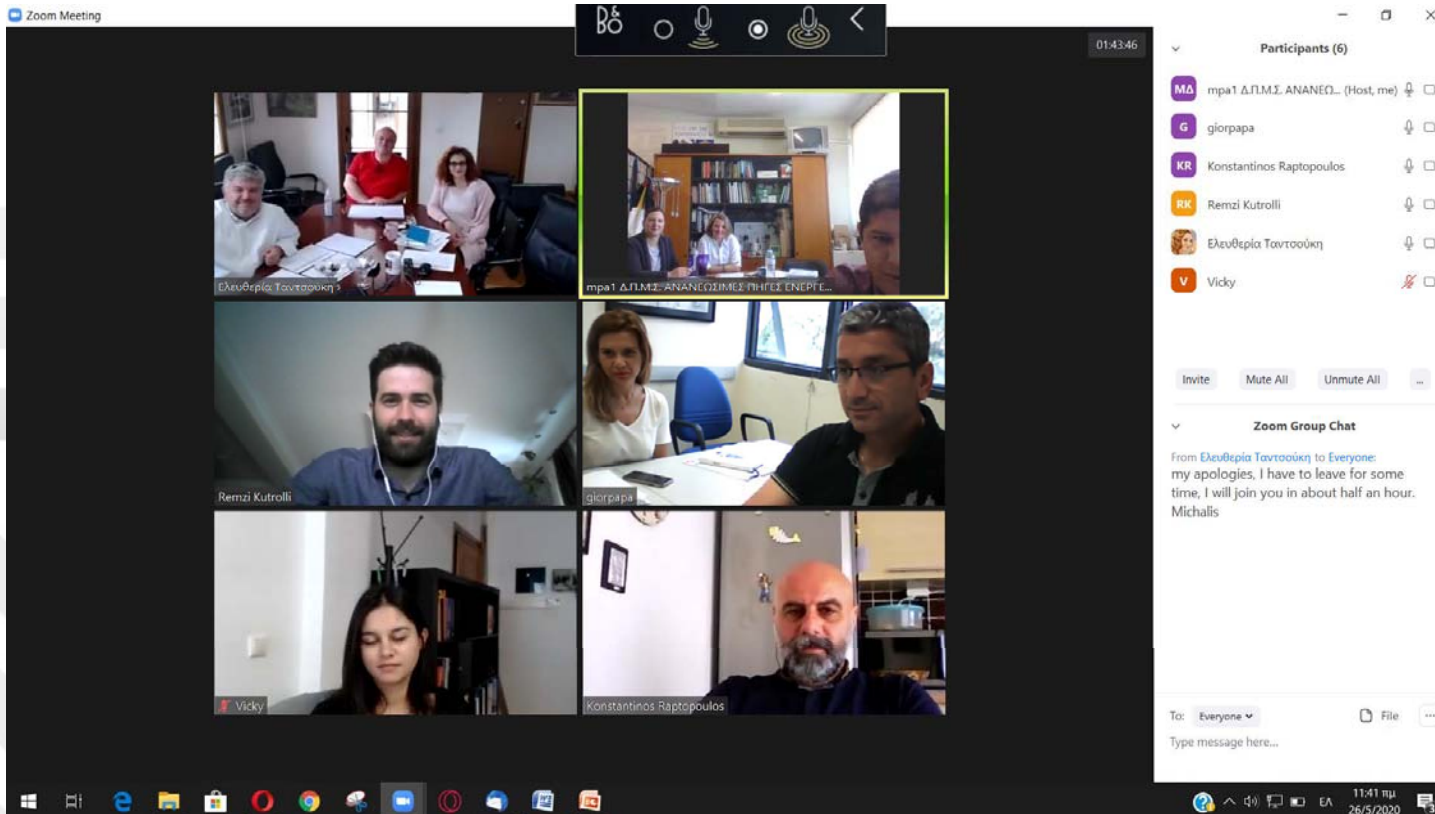 Zoom Meeting
B&O
01:43:46
Participants (6)
ΜΔ mpa1 Δ.Π.Μ.Σ. ΑΝΑΝΕΩ... (Host, me)
G giorpapa
KR Konstantinos Raptopoulos
RK Remzi Kutrolli
Ελευθερία Ταντσούκη
V Vicky
Invite Mute All Unmute All ...
Ελευθερία Ταντσούκη
mpa1 Δ.Π.Μ.Σ. ΑΝΑΝΕΩΣΙΜΕΣ ΠΗΓΕΣ ΕΝΕΡΓΕ...
Remzi Kutrolli
giorpapa
Vicky
Konstantinos Raptopoulos
Zoom Group Chat
From Ελευθερία Ταντσούκη to Everyone:
my apologies, I have to leave for some
time, I will join you in about half an hour.
Michalis
To: Everyone File ...
Type message here...
ΕΛ
11:41 πμ
26/5/2020
3